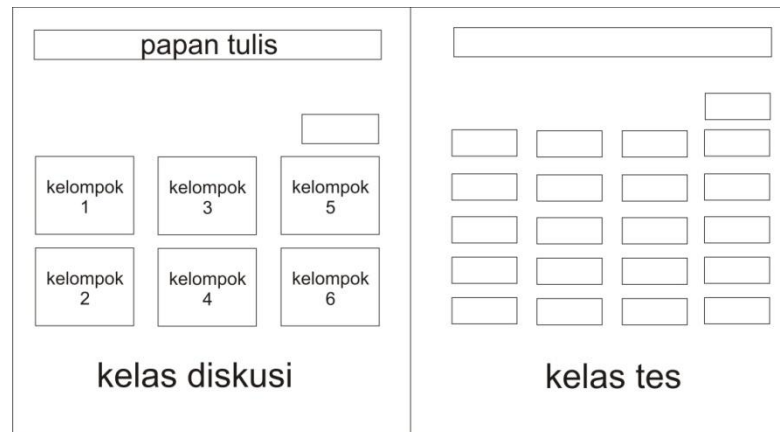 papan tulis
kelompok
1
kelompok
3
kelompok
5
kelompok
2
kelompok
4
kelompok
6
kelas diskusi
kelas tes